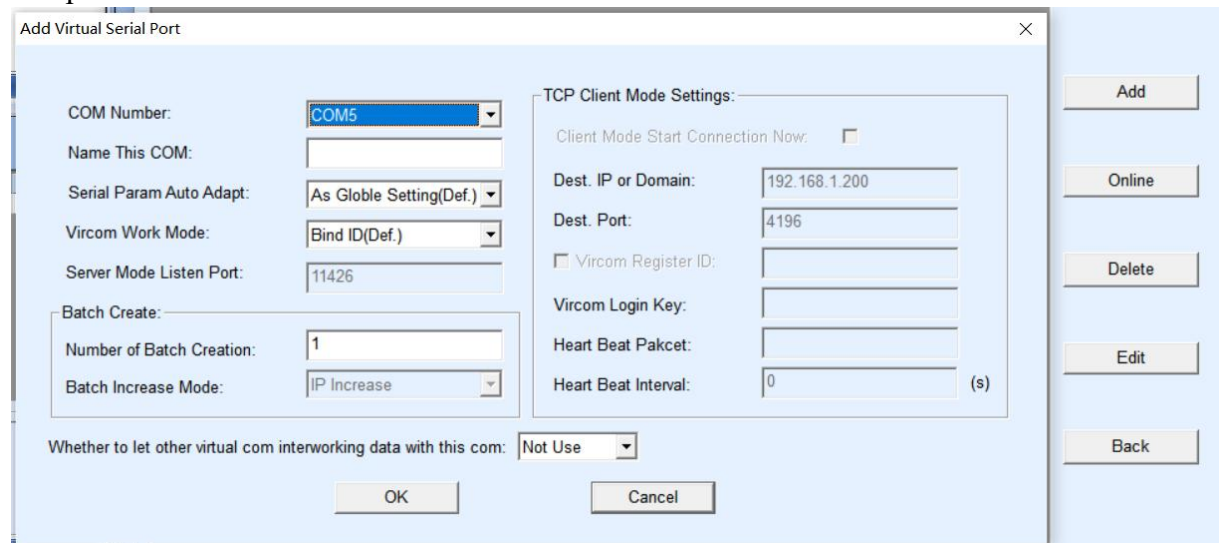 Add Virtual Serial Port
COM Number:
COM5
Name This COM:
Serial Param Auto Adapt:
As Globle Setting(Def.)
Vircom Work Mode:
Bind ID(Def.)
Server Mode Listen Port:
11426
Batch Create:
Number of Batch Creation:
1
Batch Increase Mode:
IP Increase
TCP Client Mode Settings:
Client Mode Start Connection Now:
Dest. IP or Domain:
192.168.1.200
Dest. Port:
4196
Vircom Register ID:
Vircom Login Key:
Heart Beat Pakcet:
Heart Beat Interval:
0
(s)
Whether to let other virtual com interworking data with this com:
Not Use
OK
Cancel
Add
Online
Delete
Edit
Back